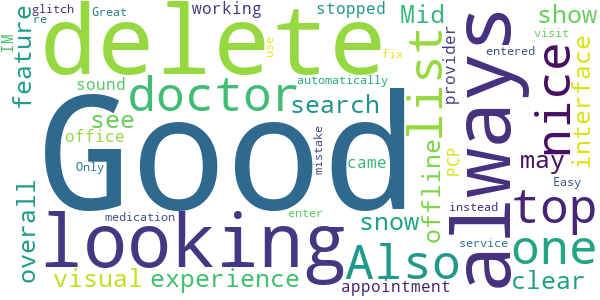 glitch
Great
working
stopped
Mid
show
re
IM
delete
feature
use
fix
list
always
nice
visit
entered
interface
provider
sound
automatically
doctor
search
see
office
Good
mistake
came
offline
PCP
may
Only
Easy
overall
looking
medication
enter
snow
instead
top
one
service
Also
visual
experience
appointment
clear